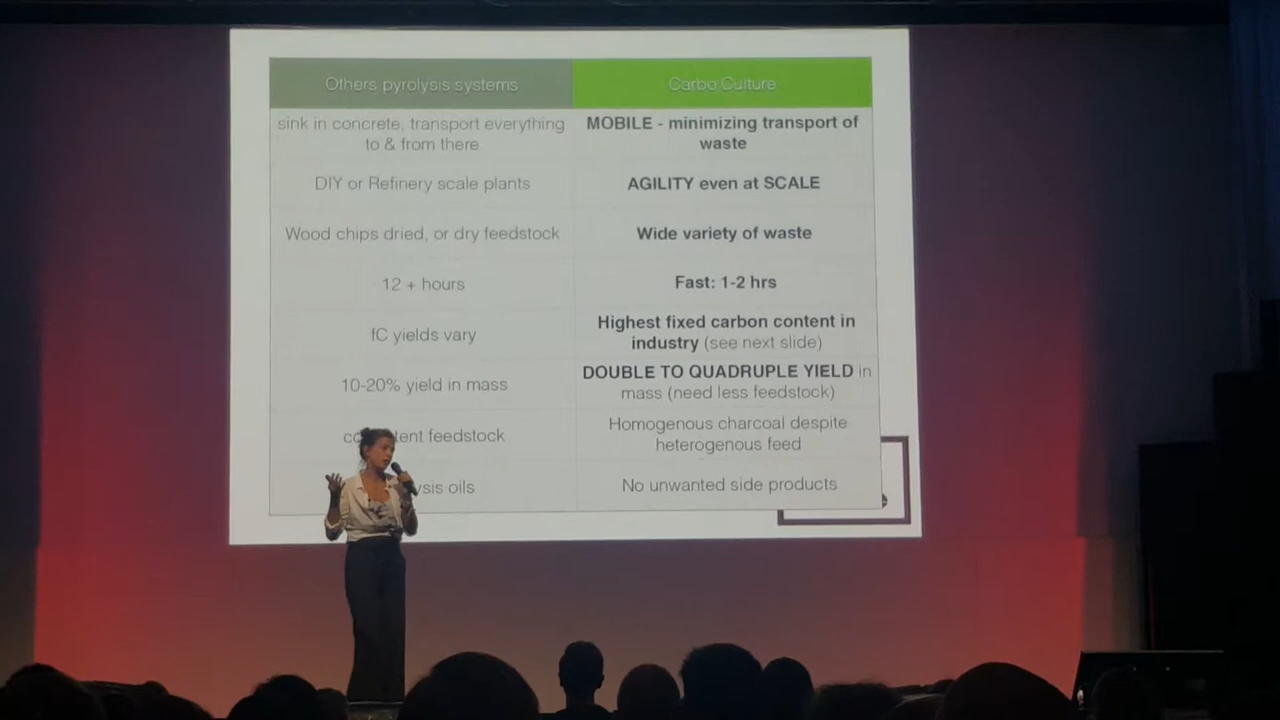 Others pyrolysis systems
Carbo Culture
sink in concrete, transport everything
to & from there
MOBILE - minimizing transport of
waste
DIY or Refinery scale plants
AGILITY even at SCALE
Wood chips dried, or dry feedstock
Wide variety of waste
12 + hours
Fast: 1-2 hrs
fC yields vary
Highest fixed carbon content in
industry (see next slide)
10-20% yield in mass
DOUBLE TO QUADRUPLE YIELD in
mass (need less feedstock)
feedstock
Homogenous charcoal despite
heterogenous feed
oils
No unwanted side products